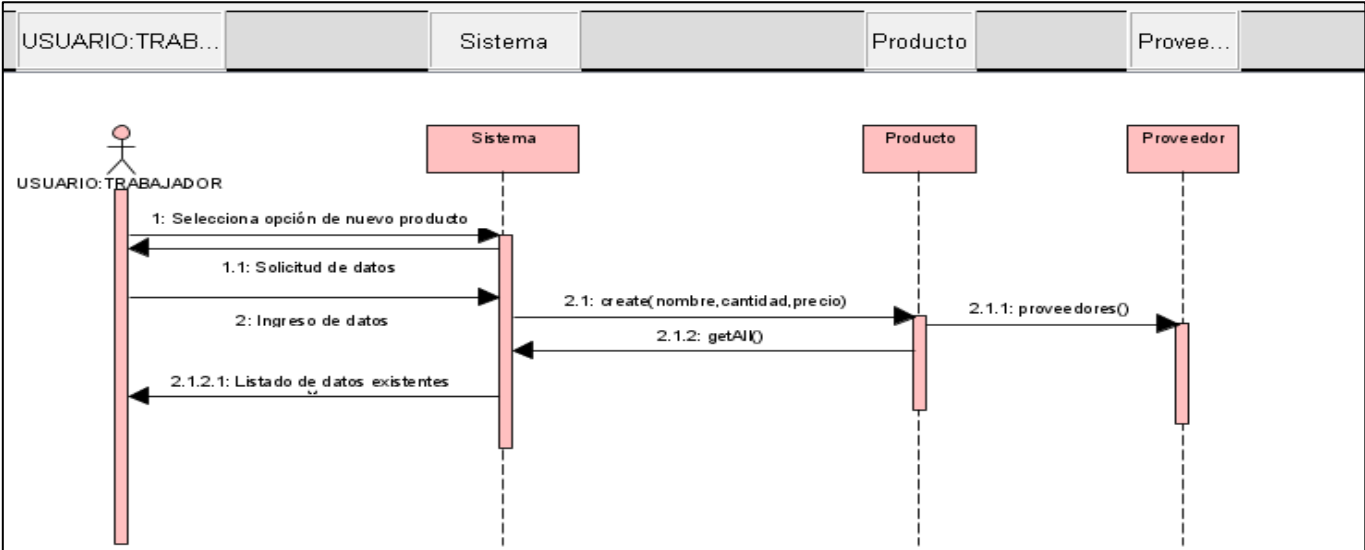 USUARIO:TRAB...
Sistema
Producto
Provee...
Sistema
Producto
Proveedor
USUARIO:TRABAJADOR
1: Selecciona opción de nuevo producto
1.1: Solicitud de datos
2: Ingreso de datos
2.1: create(nombre,cantidad,precio)
2.1.1: proveedores()
2.1.2: getAll()
2.1.2.1: Listado de datos existentes